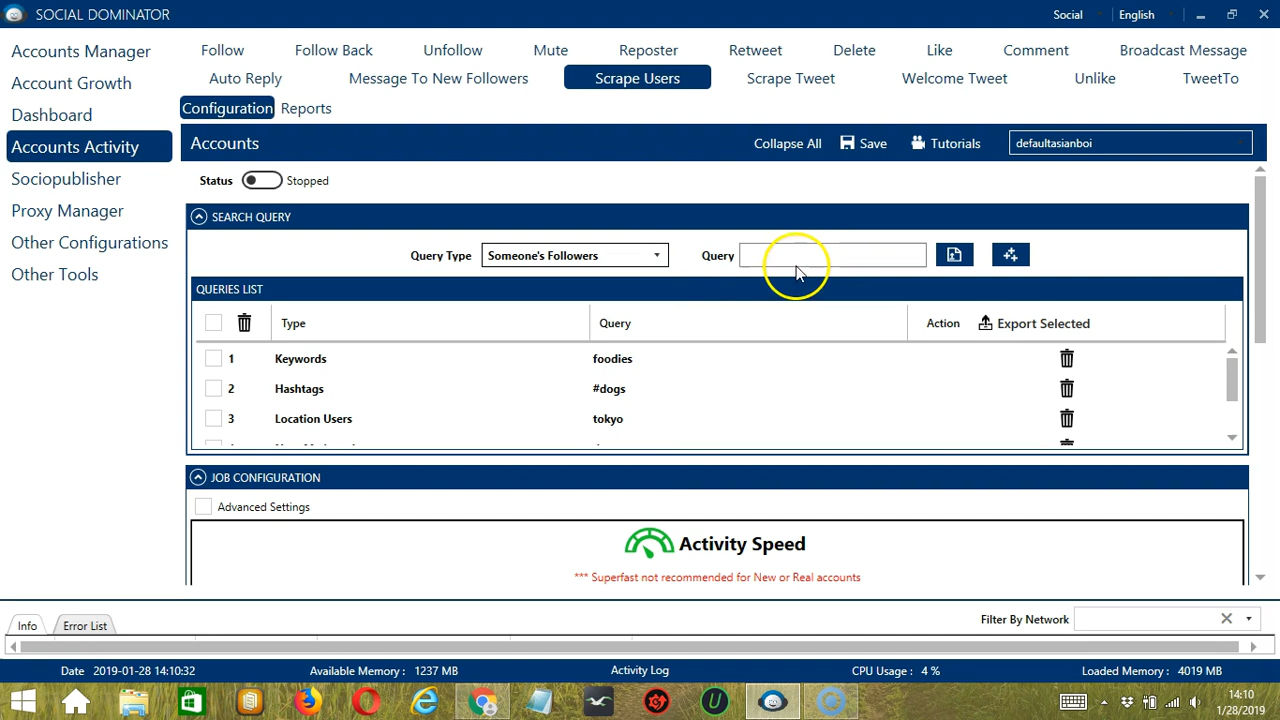 SOCIAL DOMINATOR
Social English
Accounts Manager
Account Growth
Dashboard
Accounts Activity
Sociopublisher
Proxy Manager
Other Configurations
Other Tools
Follow Follow Back Unfollow Mute Reposter Retweet Delete Like Comment Broadcast Message
Auto Reply Message To New Followers Scrape Users Scrape Tweet Welcome Tweet Unlike TweetTo
Configuration Reports
Accounts Collapse All Save Tutorials defaultasianboi
Status Stopped
SEARCH QUERY
Query Type Someone's Followers Query
QUERIES LIST
Type Query Action Export Selected
1 Keywords foodies
2 Hashtags #dogs
3 Location Users tokyo
JOB CONFIGURATION
Advanced Settings
Activity Speed
*** Superfast not recommended for New or Real accounts
Info Error List Filter By Network
Date 2019-01-28 14:10:32 Available Memory : 1237 MB Activity Log CPU Usage : 4 % Loaded Memory : 4019 MB
14:10
1/28/2019